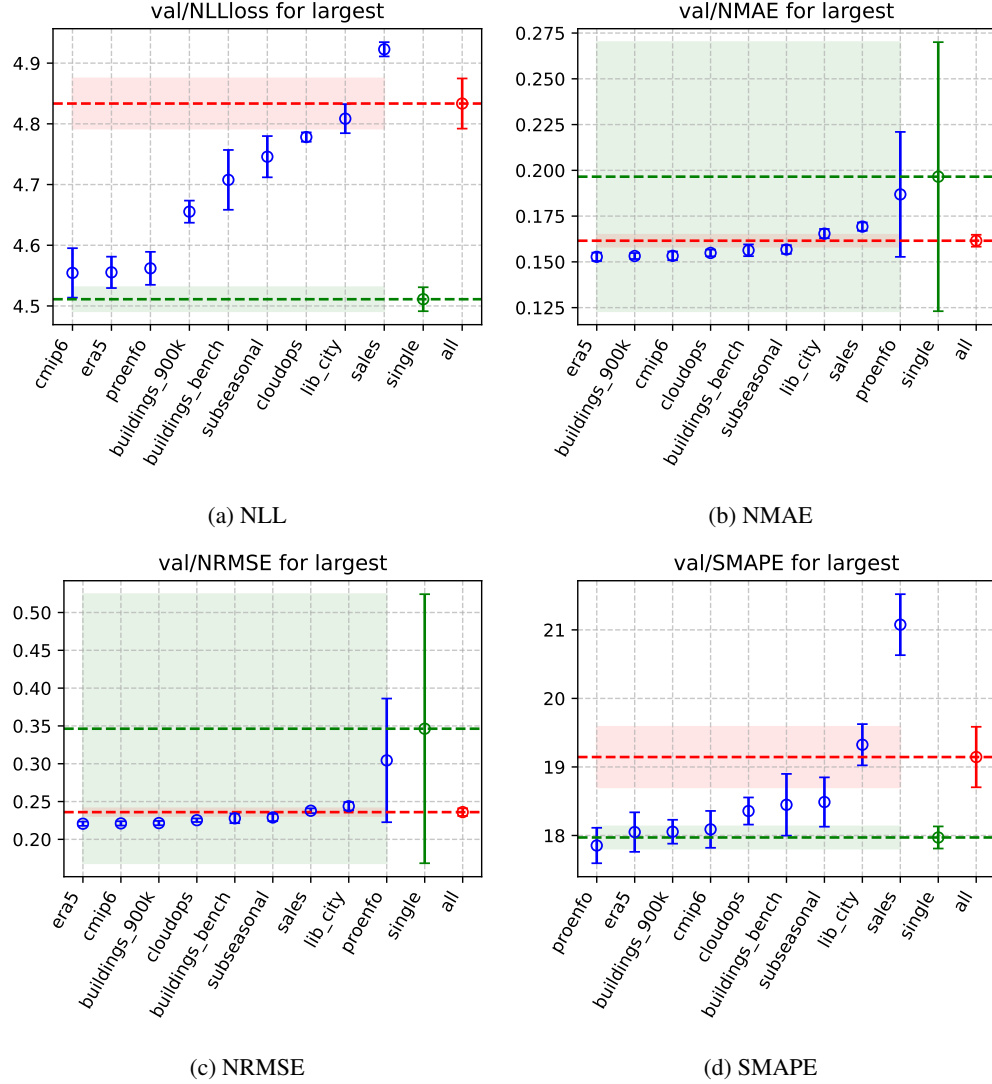 val/NLLloss for largest
4.9
4.8
4.7
4.6
4.5
cmip6
era5
proenfo
buildings_900k
buildings_bench
subseasonal
cloudops
lib_city
sales
single
all
(a) NLL
val/NMAE for largest
0.275
0.250
0.225
0.200
0.175
0.150
0.125
era5
buildings_900k
cmip6
cloudops
buildings_bench
subseasonal
lib_city
sales
proenfo
single
all
(b) NMAE
val/NRMSE for largest
0.50
0.45
0.40
0.35
0.30
0.25
0.20
era5
cmip6
buildings_900k
cloudops
buildings_bench
subseasonal
sales
lib_city
proenfo
single
all
(c) NRMSE
val/SMAPE for largest
21
20
19
18
proenfo
era5
buildings_900k
cmip6
cloudops
buildings_bench
subseasonal
lib_city
sales
single
all
(d) SMAPE